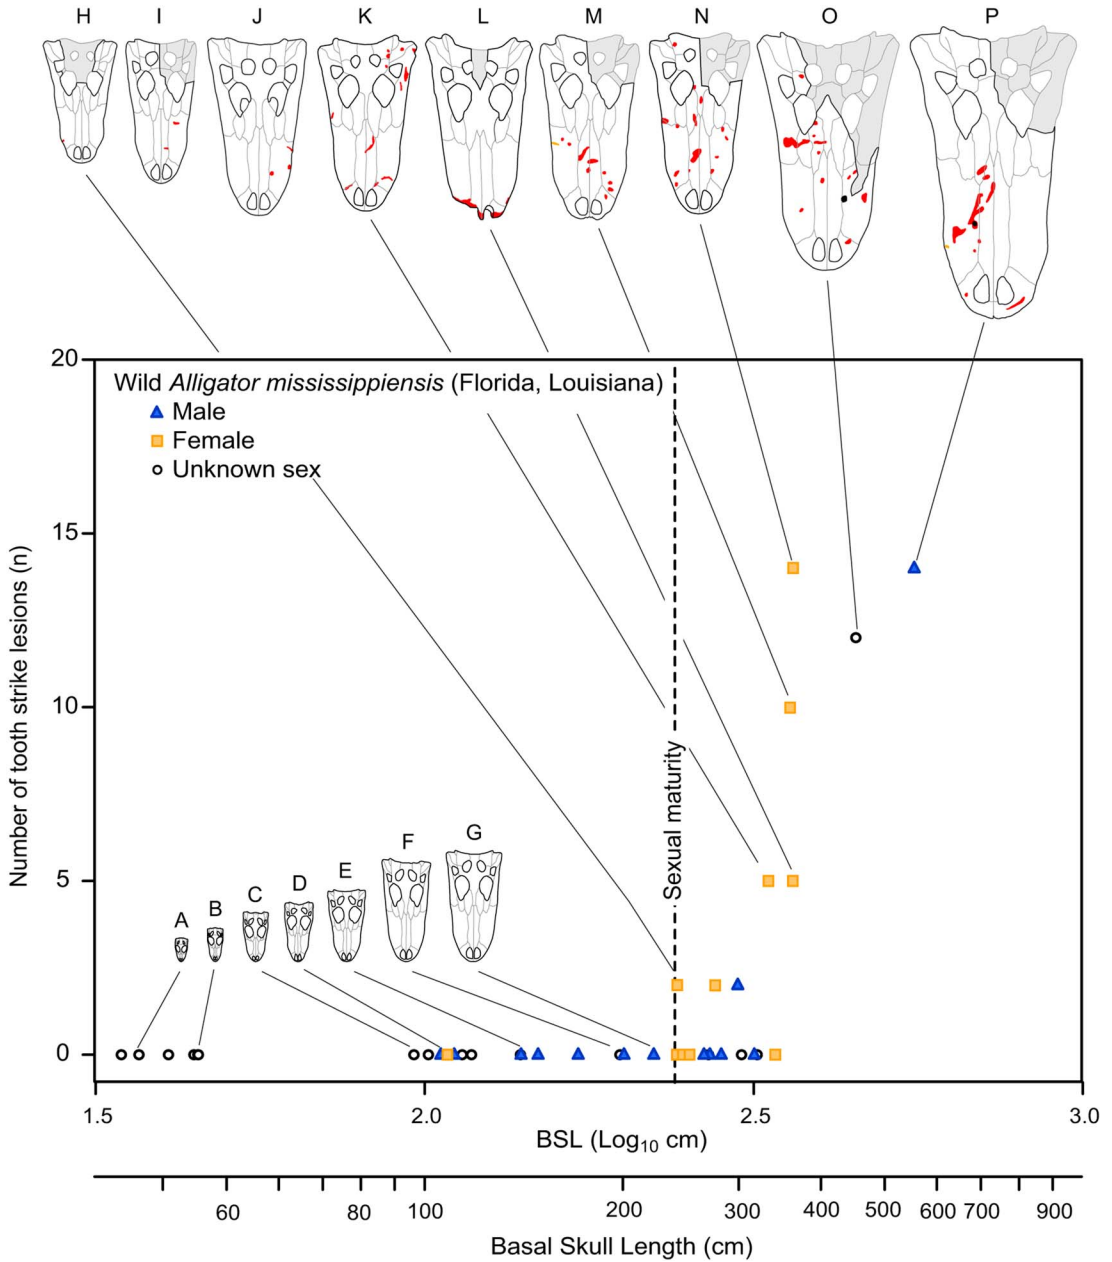 H I J K L M N O P
20
Wild Alligator mississippiensis (Florida, Louisiana)
Male
Female
Unknown sex
15
10
5
0
Number of tooth strike lesions (n)
Sexual maturity
A B C D E F G
1.5 2.0 2.5 3.0
BSL (Log10 cm)
60 80 100 200 300 400 500 600 700 900
Basal Skull Length (cm)